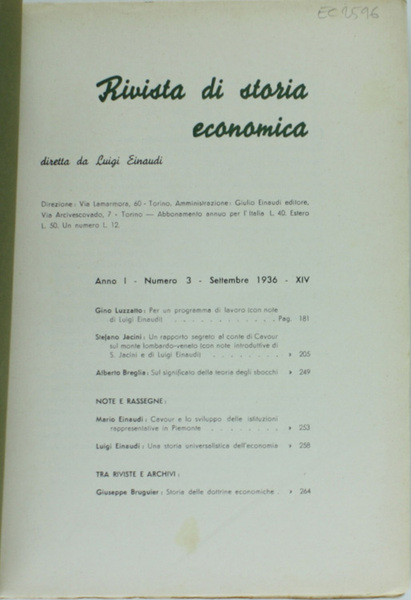 EC 2596
Rivista di storia
economica
diretta da Luigi Einaudi
Direzione: Via Lamarmora, 60 - Torino. Amministrazione: Giulio Einaudi editore,
Via Arcivescovado, 7 - Torino — Abbonamento annuo per l'Italia L. 40. Estero
L. 50. Un numero L. 12.
Anno I - Numero 3 - Settembre 1936 - XIV
Gino Luzzatto: Per un programma di lavoro (con note
di Luigi Einaudi) . . . . . . . . . . . . Pag. 181
Stefano Jacini: Un rapporto segreto al conte di Cavour
sul monte lombardo-veneto (con note introduttive di
S. Jacini e di Luigi Einaudi) . . . . . . . » 205
Alberto Breglia: Sul significato della teoria degli sbocchi » 249
NOTE E RASSEGNE:
Mario Einaudi: Cavour e lo sviluppo delle istituzioni
rappresentative in Piemonte . . . . . . . . » 253
Luigi Einaudi: Una storia universalistica dell'economia » 258
TRA RIVISTE E ARCHIVI:
Giuseppe Bruguier: Storia delle dottrine economiche . » 264